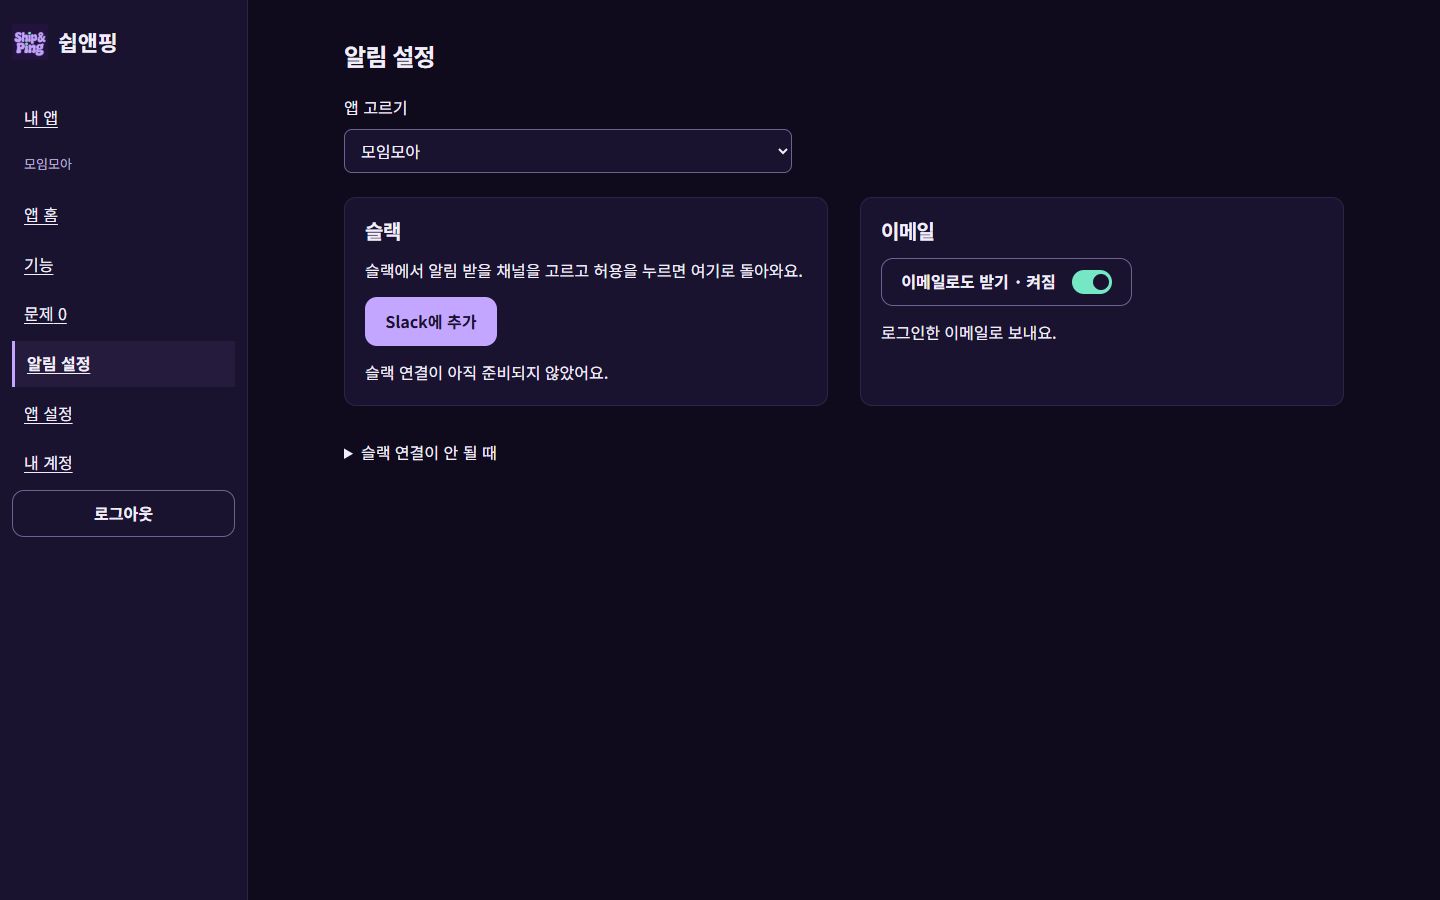 Ship&
Ping
쉽앤핑
내 앱
모임모아
앱 홈
기능
문제 0
알림 설정
앱 설정
내 계정
로그아웃
알림 설정
앱 고르기
모임모아
슬랙
슬랙에서 알림 받을 채널을 고르고 허용을 누르면 여기로 돌아와요.
Slack에 추가
슬랙 연결이 아직 준비되지 않았어요.
이메일
이메일로도 받기 · 켜짐
로그인한 이메일로 보내요.
슬랙 연결이 안 될 때